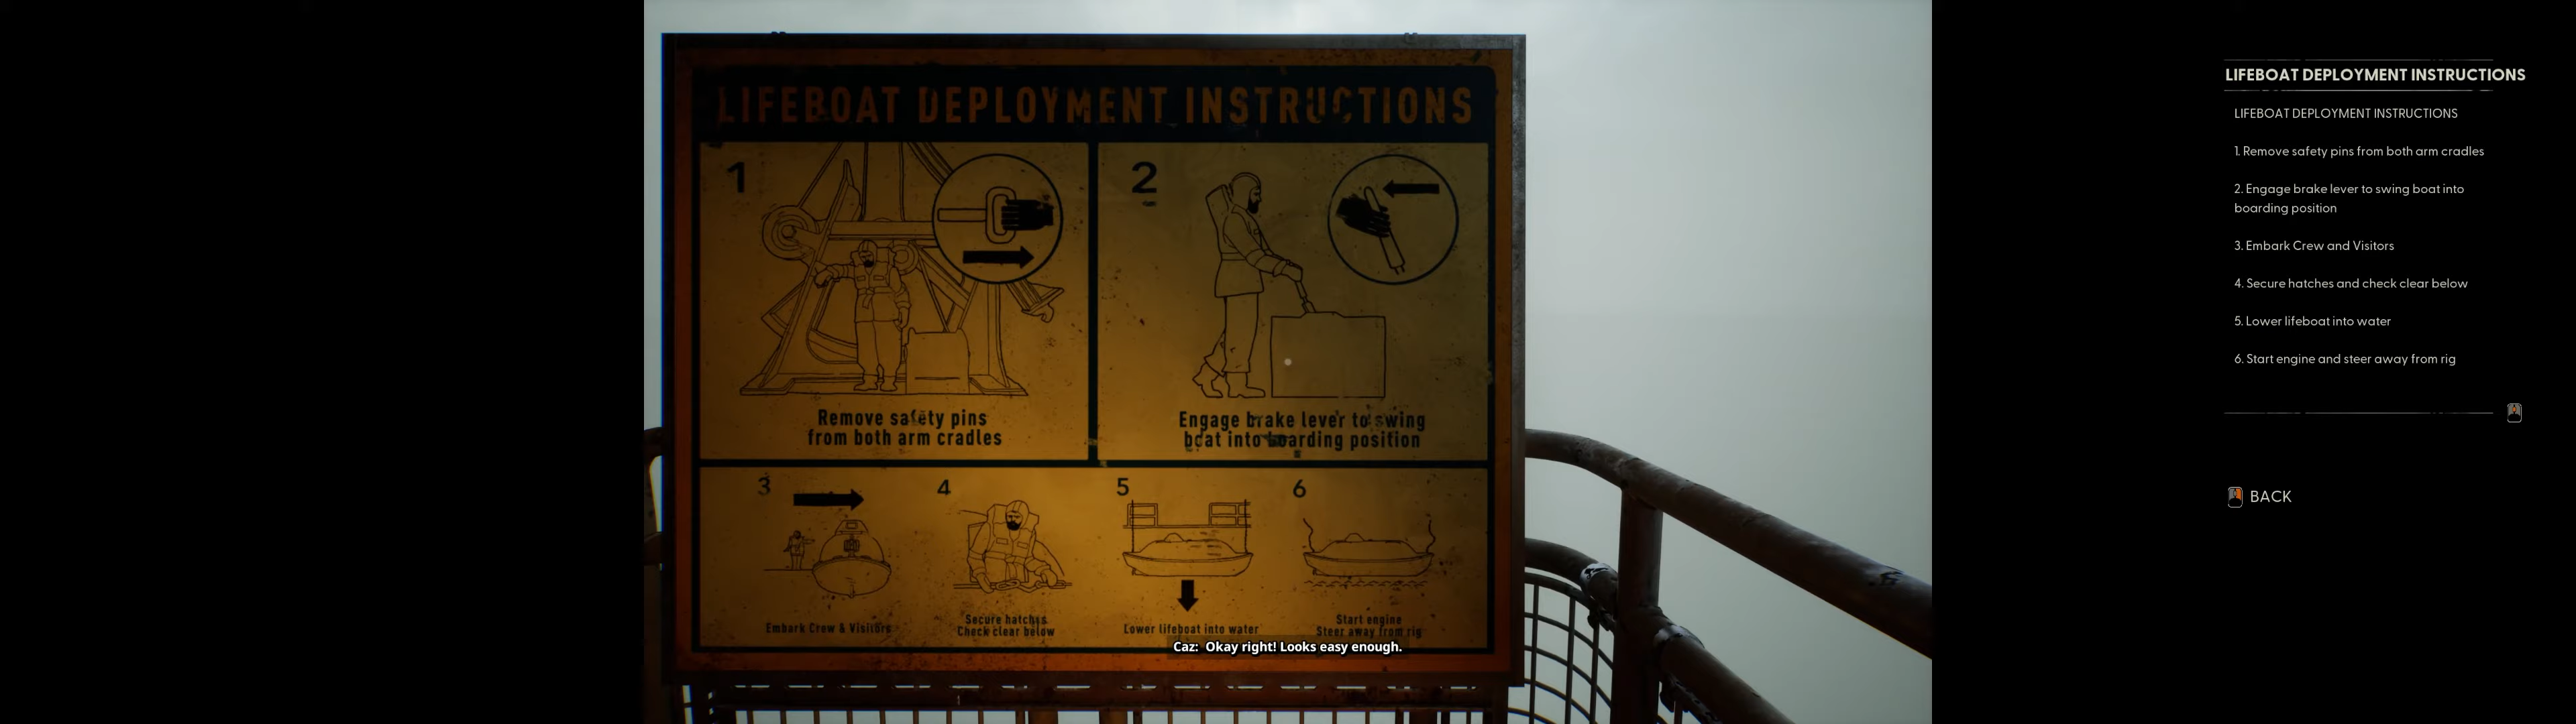 LIFEBOAT DEPLOYMENT INSTRUCTIONS
1
Remove safety pins
from both arm cradles
2
Engage brake lever to swing
boat into boarding position
3
Embark Crew & Visitors
4
Secure hatches
Check clear below
5
Lower lifeboat into water
6
Start engine
Steer away from rig
Caz: Okay right! Looks easy enough.
LIFEBOAT DEPLOYMENT INSTRUCTIONS
LIFEBOAT DEPLOYMENT INSTRUCTIONS
1. Remove safety pins from both arm cradles
2. Engage brake lever to swing boat into
boarding position
3. Embark Crew and Visitors
4. Secure hatches and check clear below
5. Lower lifeboat into water
6. Start engine and steer away from rig
BACK